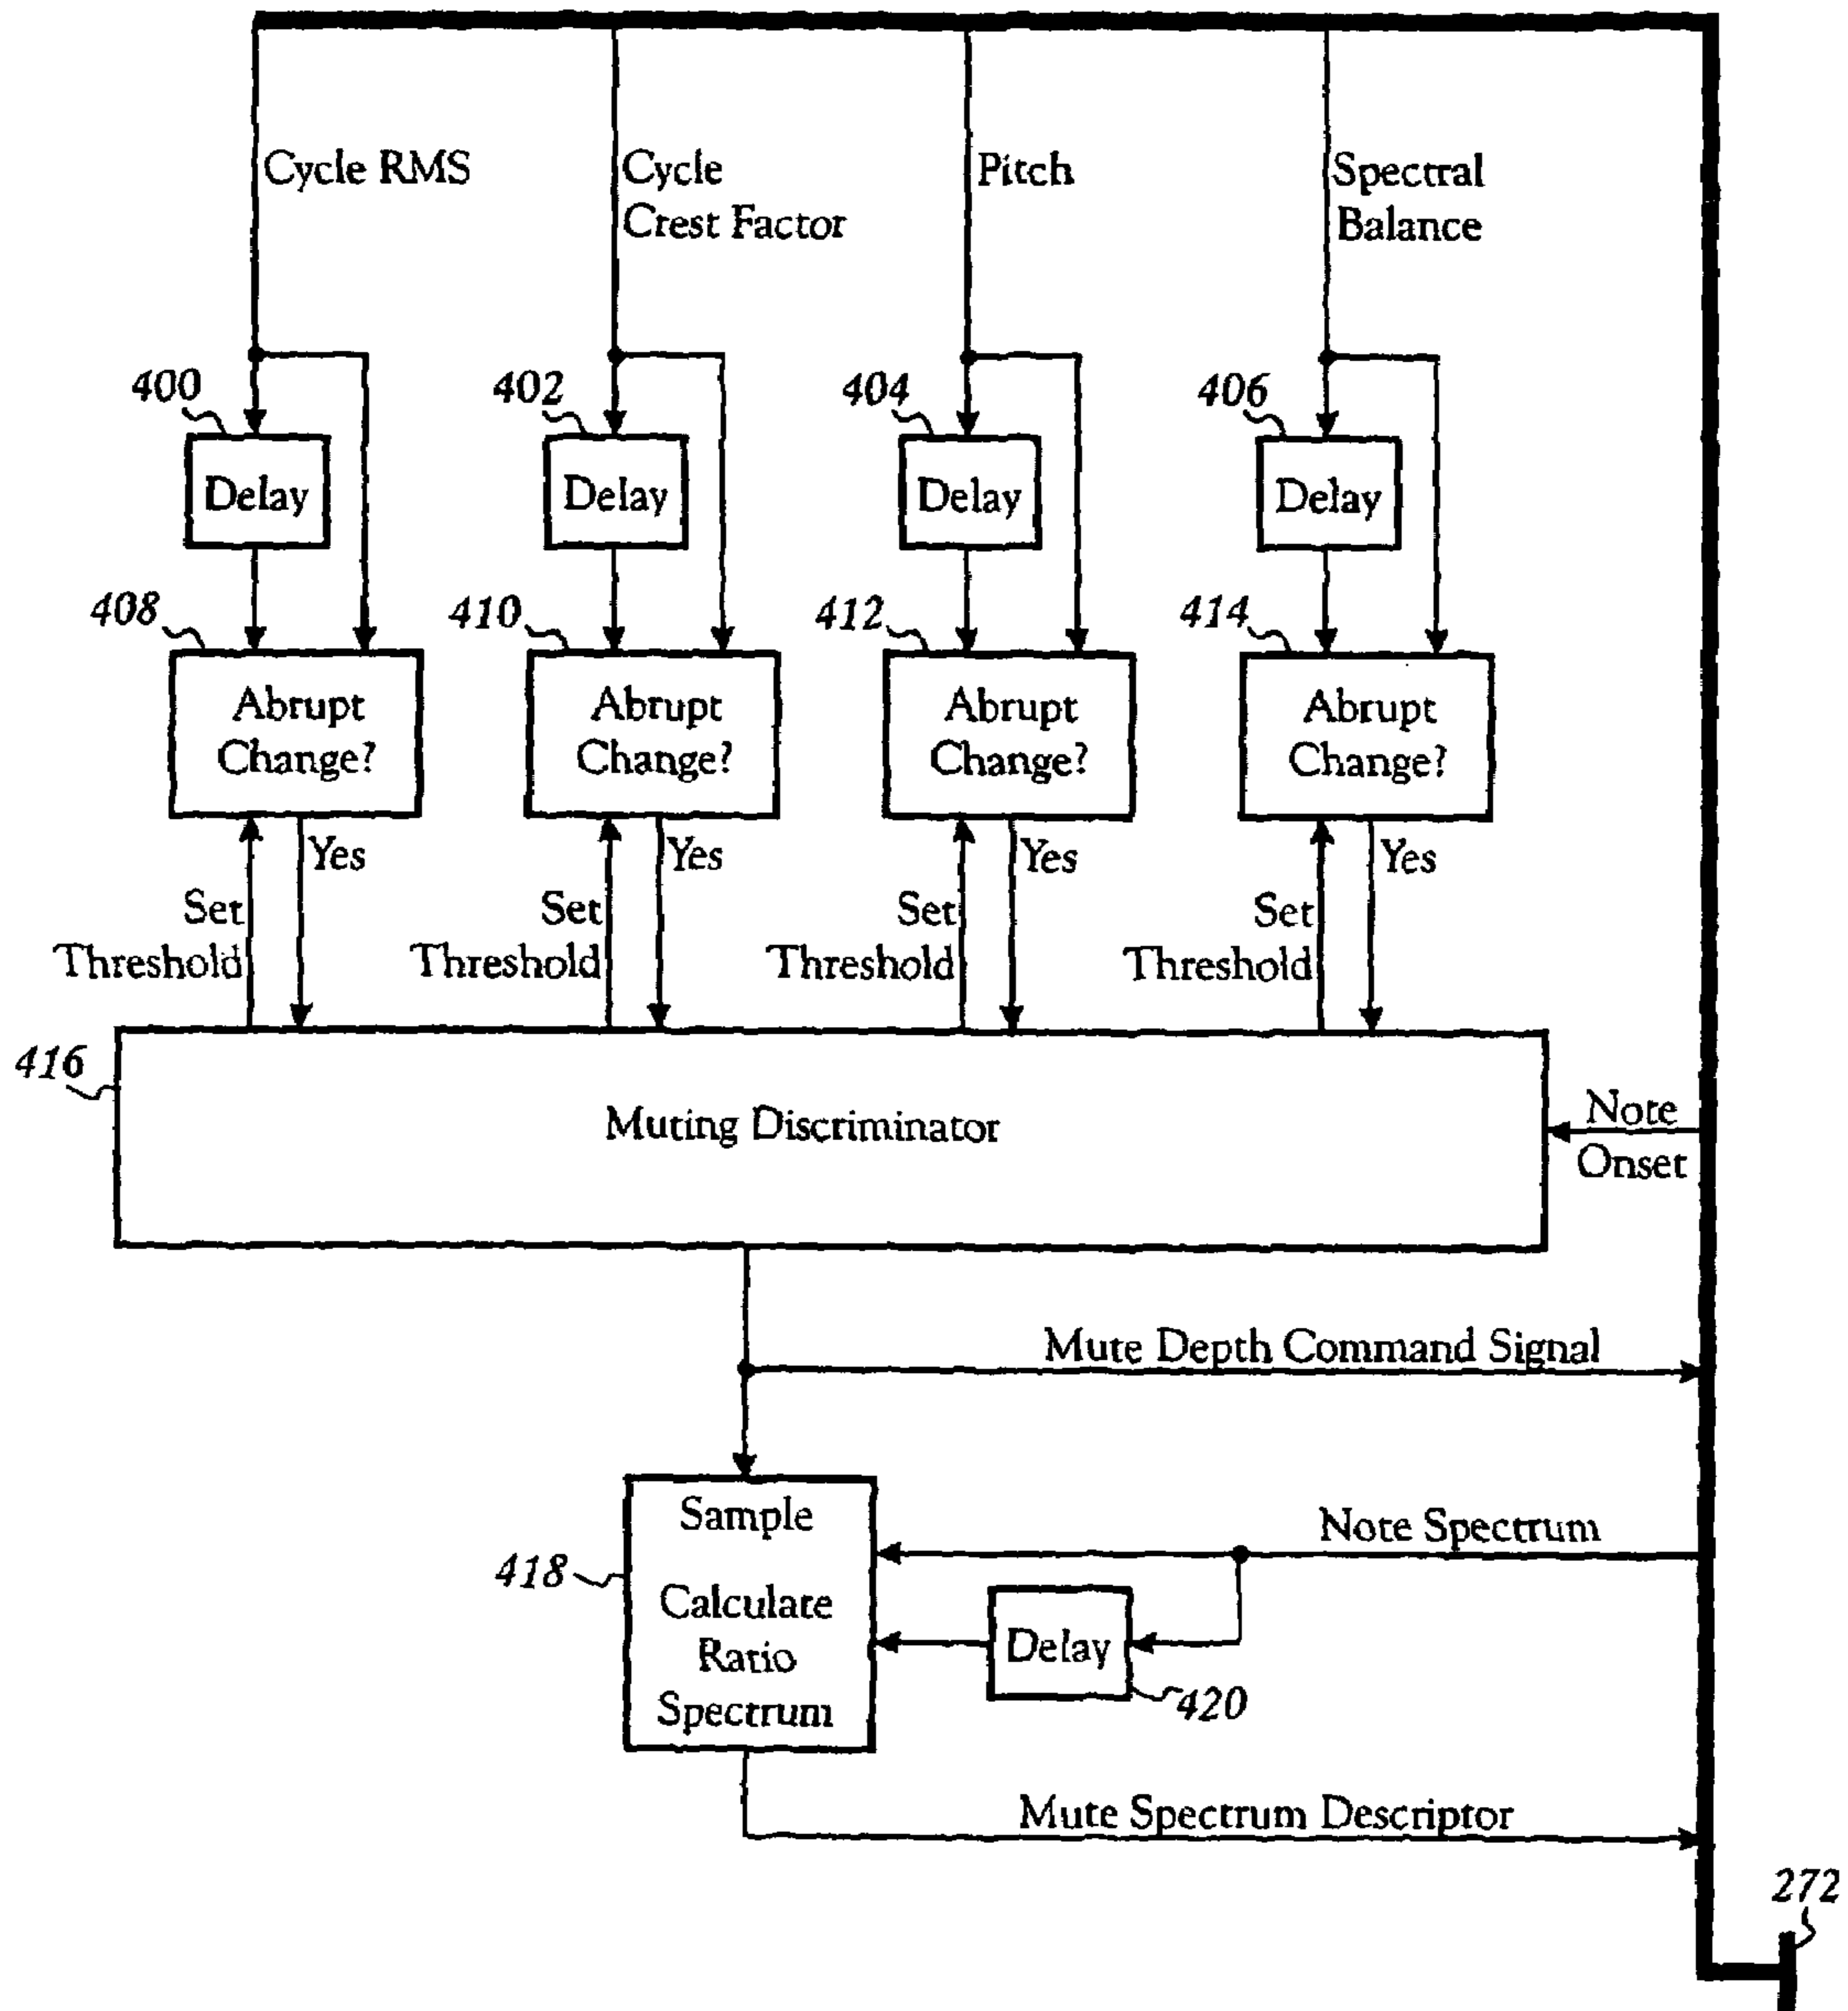 Cycle RMS
Cycle
Crest Factor
Pitch
Spectral
Balance
400
402
404
406
Delay
Delay
Delay
Delay
408
410
412
414
Abrupt
Change?
Abrupt
Change?
Abrupt
Change?
Abrupt
Change?
Yes
Yes
Yes
Yes
Set
Threshold
Set
Threshold
Set
Threshold
Set
Threshold
416
Muting Discriminator
Note
Onset
Mute Depth Command Signal
Sample
Calculate
Ratio
Spectrum
418
Note Spectrum
Delay
420
Mute Spectrum Descriptor
272